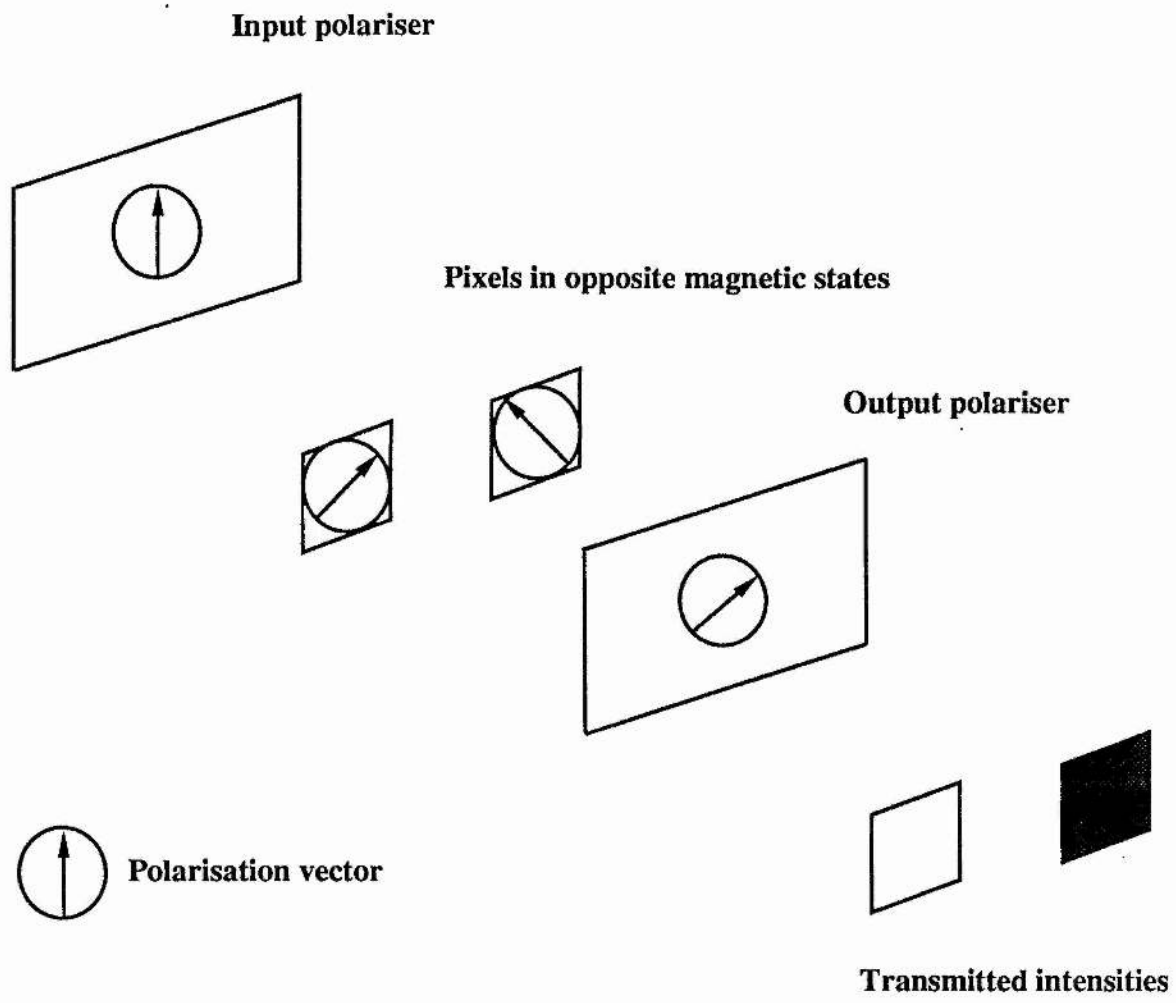 Input polariser
Pixels in opposite magnetic states
Output polariser
Polarisation vector
Transmitted intensities